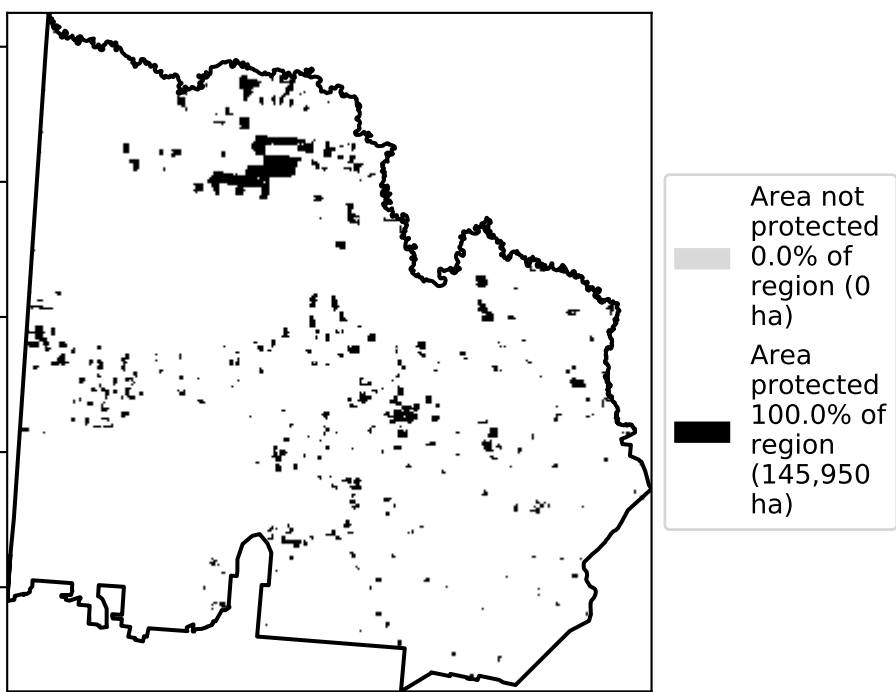 Area not
protected
0.0% of
region (0
ha)
Area
protected
100.0% of
region
(145,950
ha)